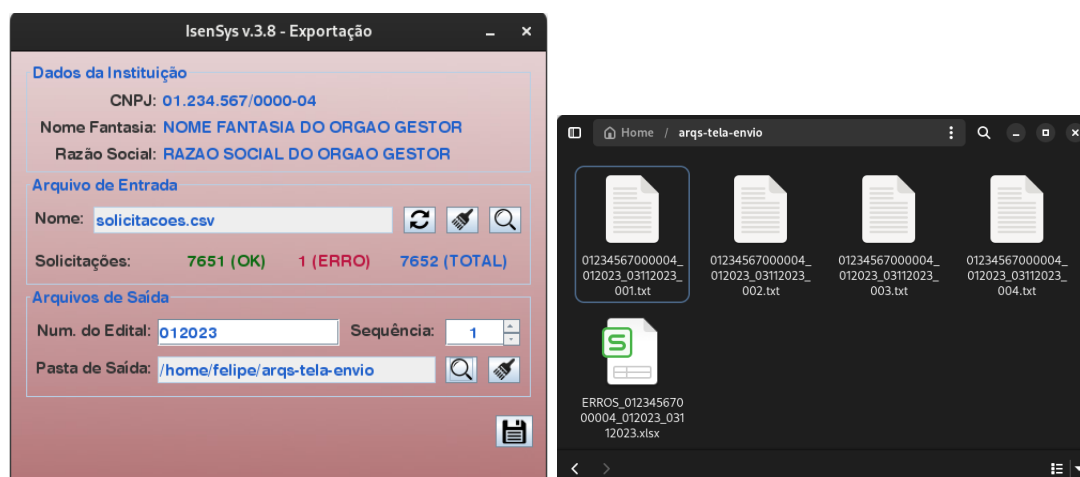 IsenSys v.3.8 - Exportação
Dados da Instituição
CNPJ: 01.234.567/0000-04
Nome Fantasia: NOME FANTASIA DO ORGAO GESTOR
Razão Social: RAZAO SOCIAL DO ORGAO GESTOR
Arquivo de Entrada
Nome: solicitacoes.csv
Solicitações: 7651 (OK) 1 (ERRO) 7652 (TOTAL)
Arquivos de Saída
Num. do Edital: 012023 Sequência: 1
Pasta de Saída: /home/felipe/arqs-tela-envio
Home / arqs-tela-envio
01234567000004_
012023_03112023_
001.txt
01234567000004_
012023_03112023_
002.txt
01234567000004_
012023_03112023_
003.txt
01234567000004_
012023_03112023_
004.txt
S
ERROS_012345670
00004_012023_031
12023.xlsx